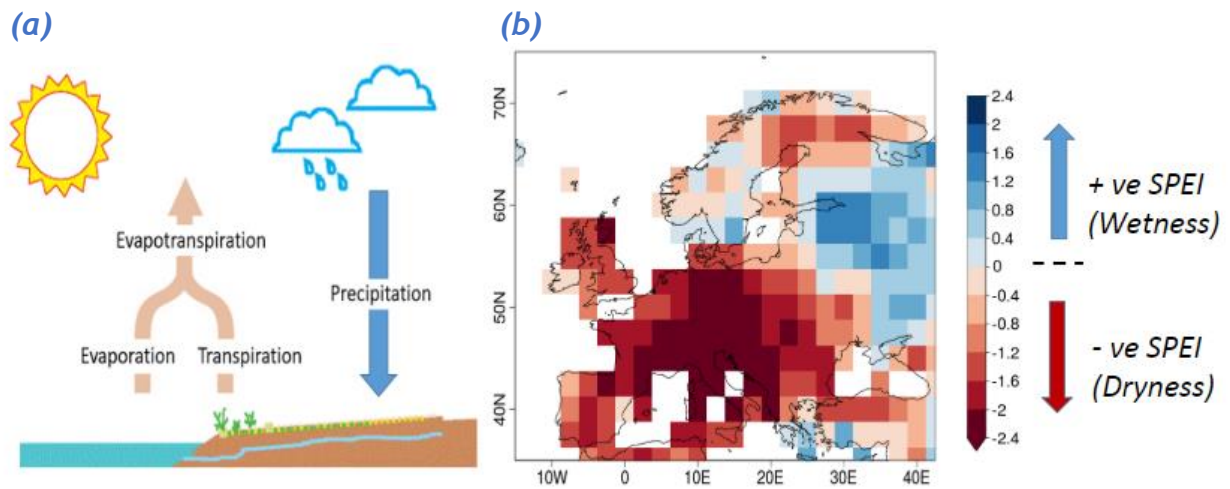 (a)
Evapotranspiration
Evaporation
Transpiration
Precipitation
(b)
70N
60N
50N
40N
10W
0
10E
20E
30E
40E
2.4
2
1.6
1.2
0.8
0.4
0
-0.4
-0.8
-1.2
-1.6
-2
-2.4
+ ve SPEI
(Wetness)
- ve SPEI
(Dryness)